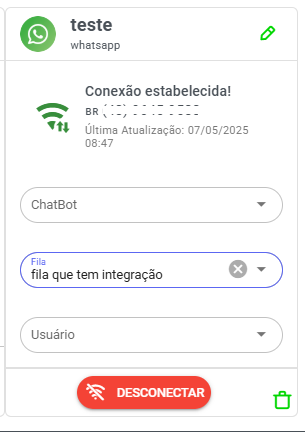 teste
whatsapp
Conexão estabelecida!
BR
Última Atualização: 07/05/2025
08:47
ChatBot
Fila
fila que tem integração
Usuário
DESCONECTAR